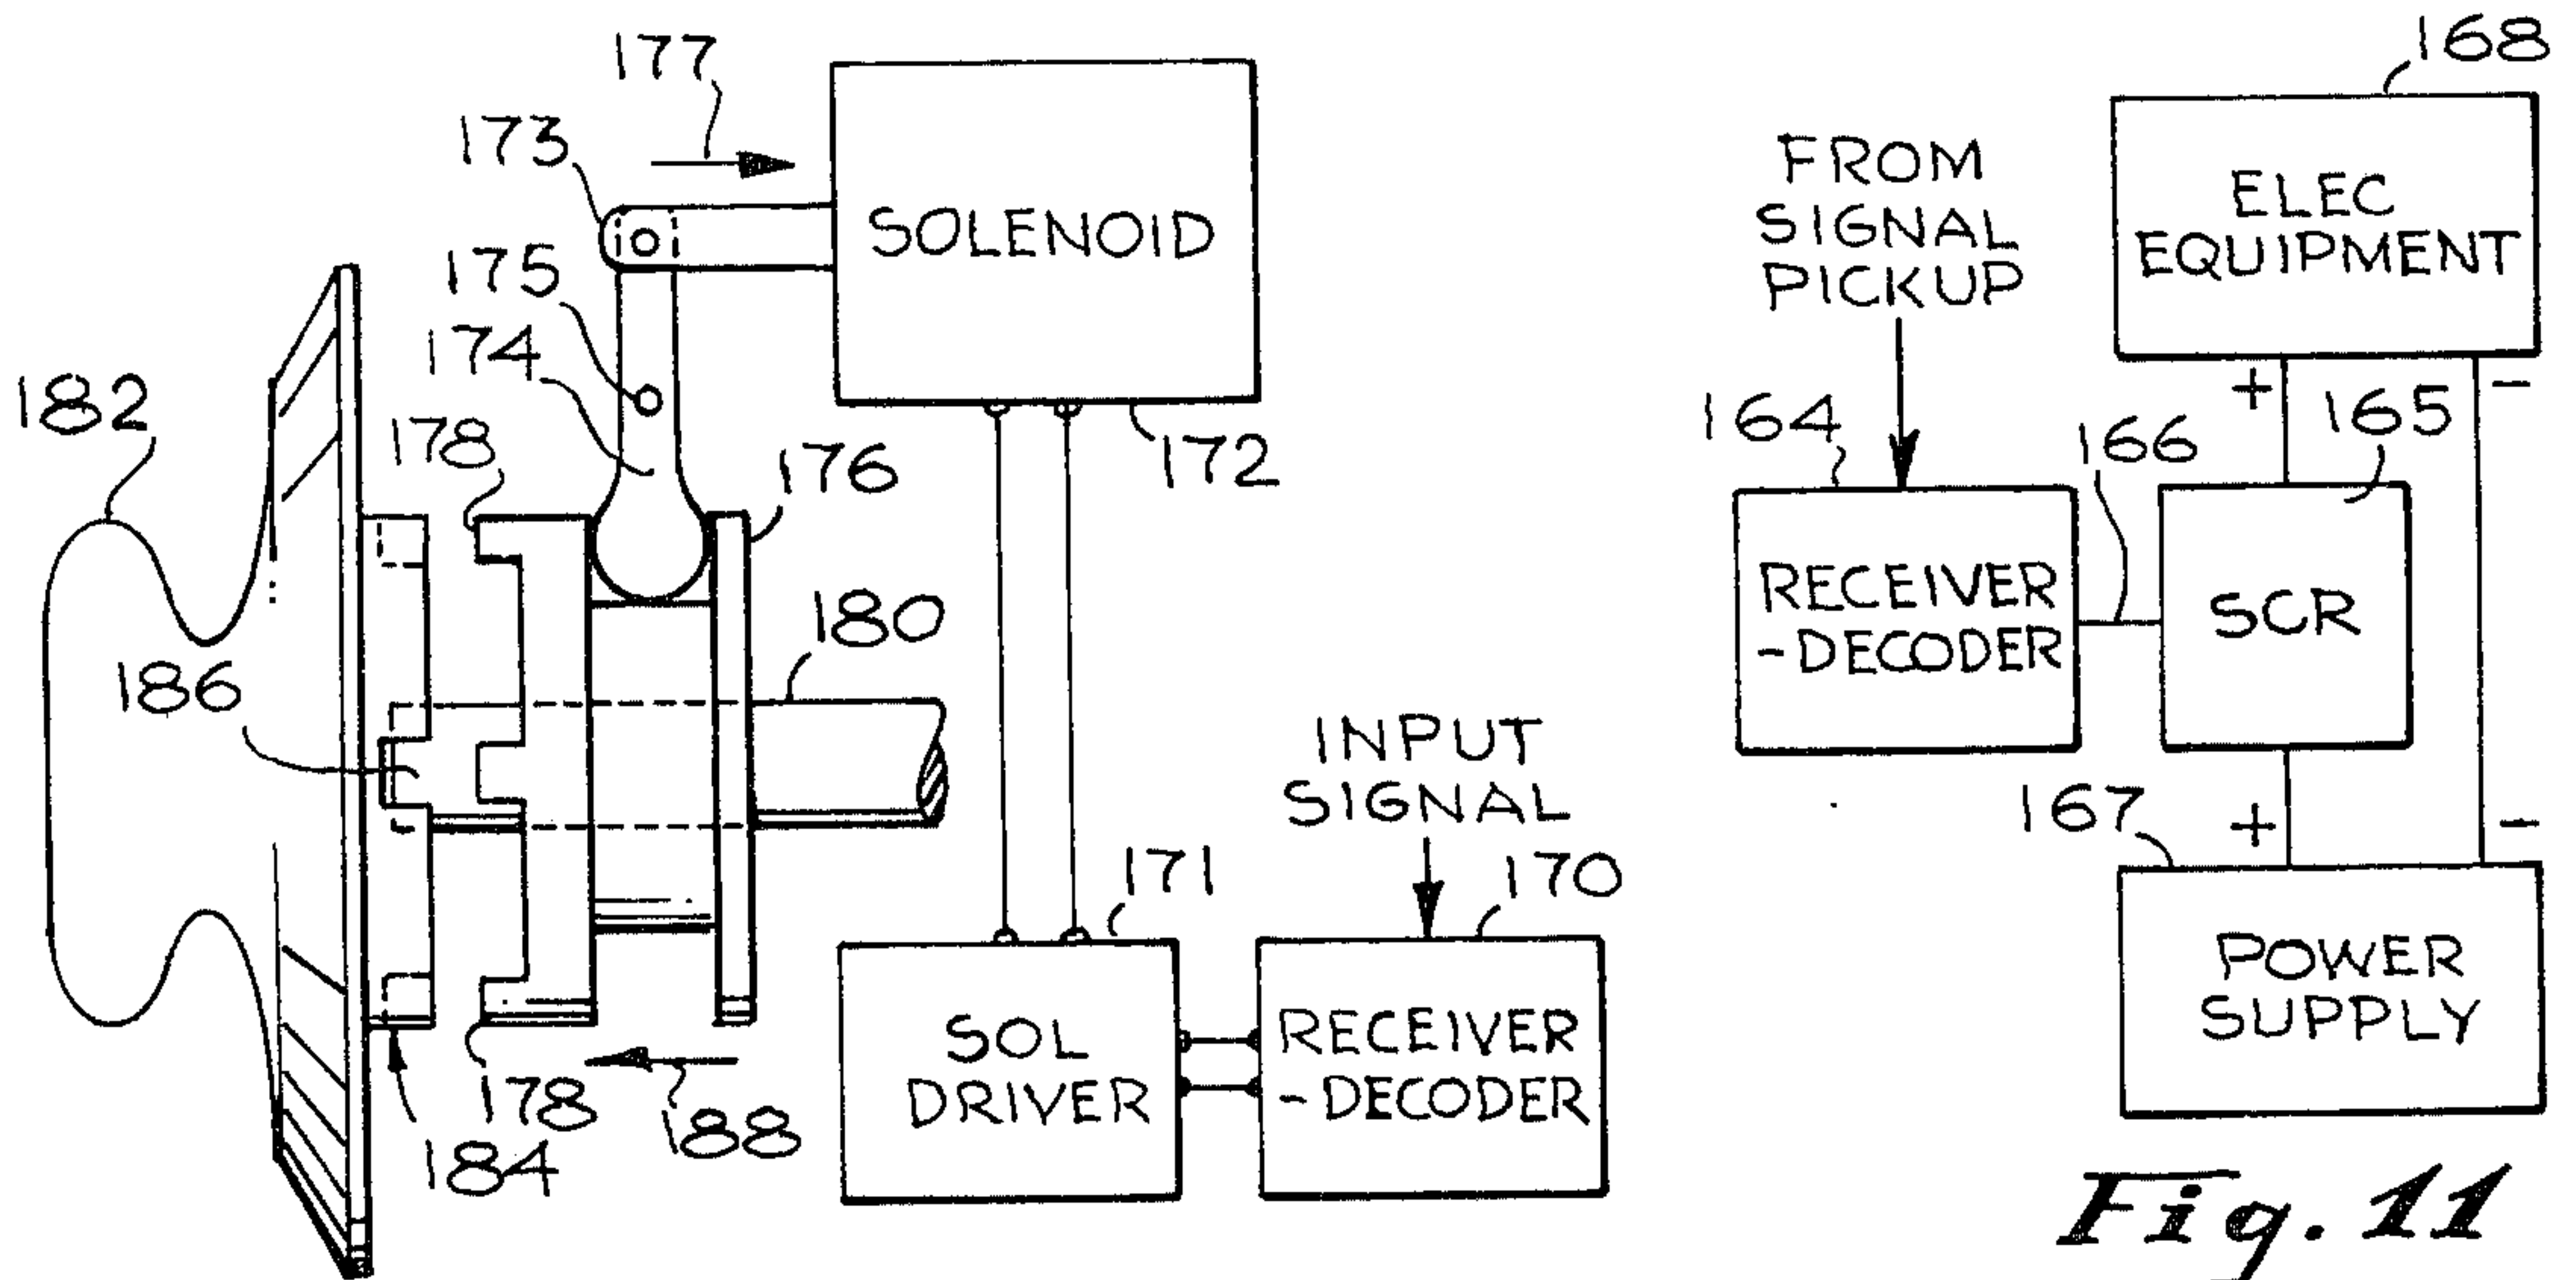 177
173
175
174
178
182
176
180
186
SOLENOID
172
INPUT
SIGNAL
171
170
SOL
DRIVER
RECEIVER
-DECODER
178
184
188
168
FROM
SIGNAL
PICKUP
ELEC
EQUIPMENT
+
-
164
166
165
RECEIVER
-DECODER
SCR
167
+
-
POWER
SUPPLY
Fig. 11